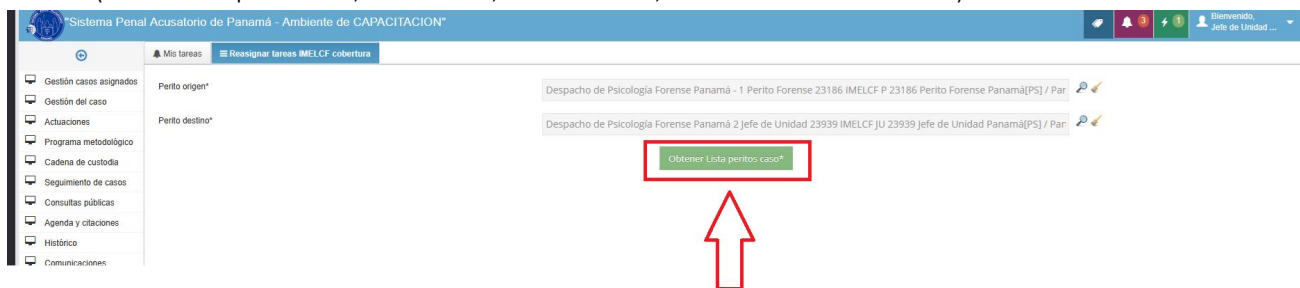 "Sistema Penal Acusatorio de Panamá - Ambiente de CAPACITACION"
3
1
Bienvenido,
Jefe de Unidad ...
Mis tareas
Reasignar tareas IMELCF cobertura
Gestión casos asignados
Gestión del caso
Actuaciones
Programa metodológico
Cadena de custodia
Seguimiento de casos
Consultas públicas
Agenda y citaciones
Histórico
Comunicaciones
Perito origen*
Despacho de Psicología Forense Panamá - 1 Perito Forense 23186 IMELCF P 23186 Perito Forense Panamá[PS] / Par
Perito destino*
Despacho de Psicología Forense Panamá 2 Jefe de Unidad 23939 IMELCF JU 23939 Jefe de Unidad Panamá[PS] / Par
Obtener Lista peritos caso*